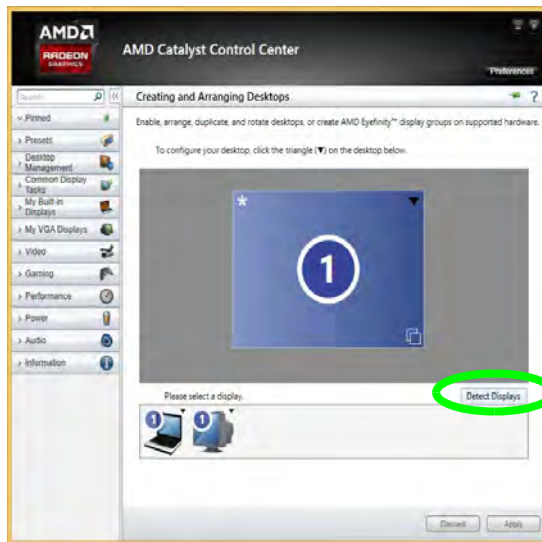 AMD
RADEON
GRAPHICS
AMD Catalyst Control Center
Preferences
Search
Creating and Arranging Desktops
?
Pinned
Enable, arrange, duplicate, and rotate desktops, or create AMD Eyefinity™ display groups on supported hardware.
Presets
To configure your desktop, click the triangle (▼) on the desktop below.
Desktop
Management
Common Display
Tasks
My Built-in
Displays
My VGA Displays
Video
Gaming
Performance
Power
Audio
Information
1
Please select a display.
Detect Displays
1
1
Discard
Apply